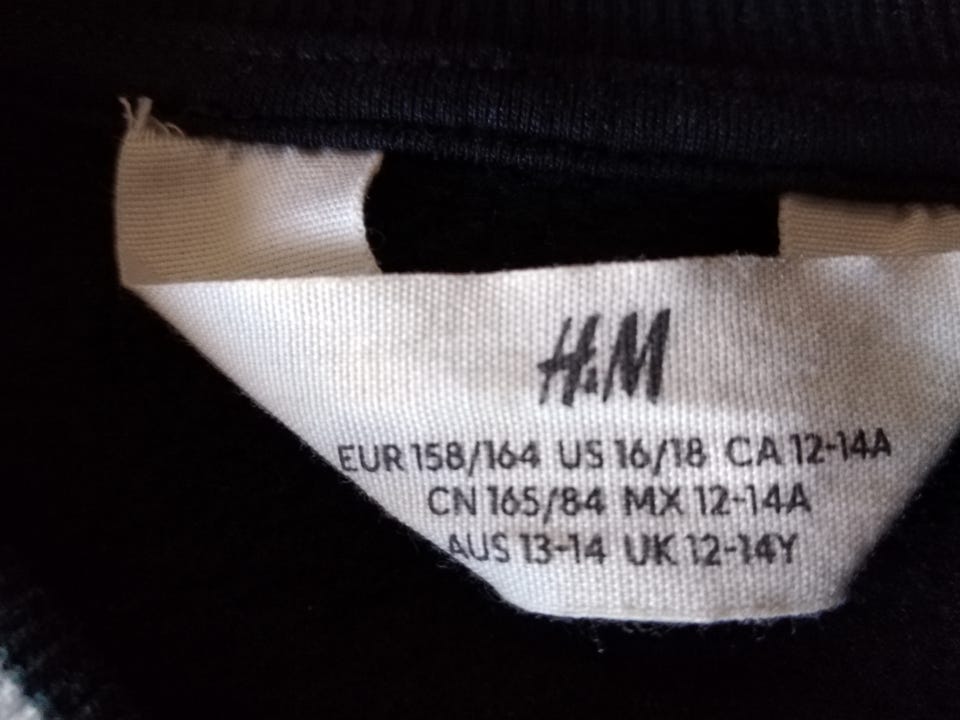 H&M
EUR 158/164 US 16/18 CA 12-14A
CN 165/84 MX 12-14A
AUS 13-14 UK 12-14Y